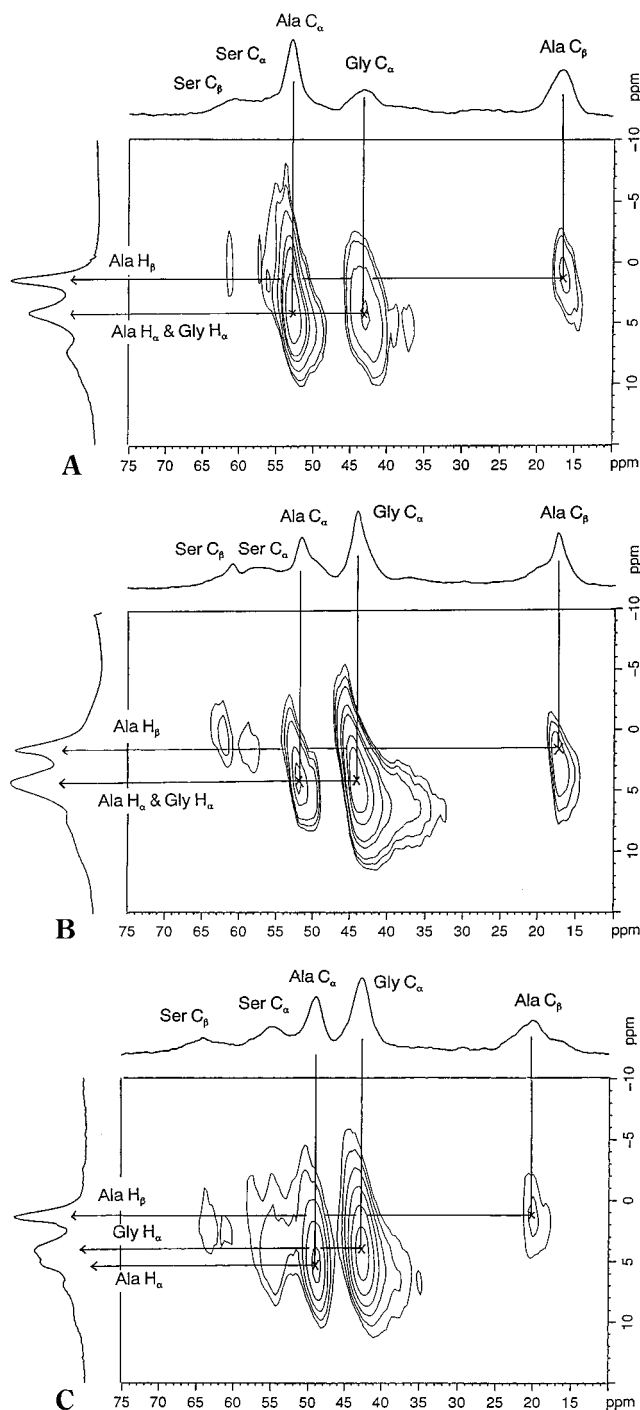 Ala Cα
Ser Cα
Gly Cα
Ala Cβ
Ser Cβ
ppm
-10
-5
0
5
10
Ala Hβ
Ala Hα & Gly Hα
A
75 70 65 60 55 50 45 40 35 30 25 20 15 ppm
Gly Cα
Ala Cα
Ala Cβ
Ser Cβ
Ser Cα
ppm
-10
-5
0
5
10
Ala Hβ
Ala Hα & Gly Hα
B
75 70 65 60 55 50 45 40 35 30 25 20 15 ppm
Ala Cα
Gly Cα
Ser Cβ
Ser Cα
Ala Cβ
ppm
-10
-5
0
5
10
Ala Hβ
Gly Hα
Ala Hα
C
75 70 65 60 55 50 45 40 35 30 25 20 15 ppm